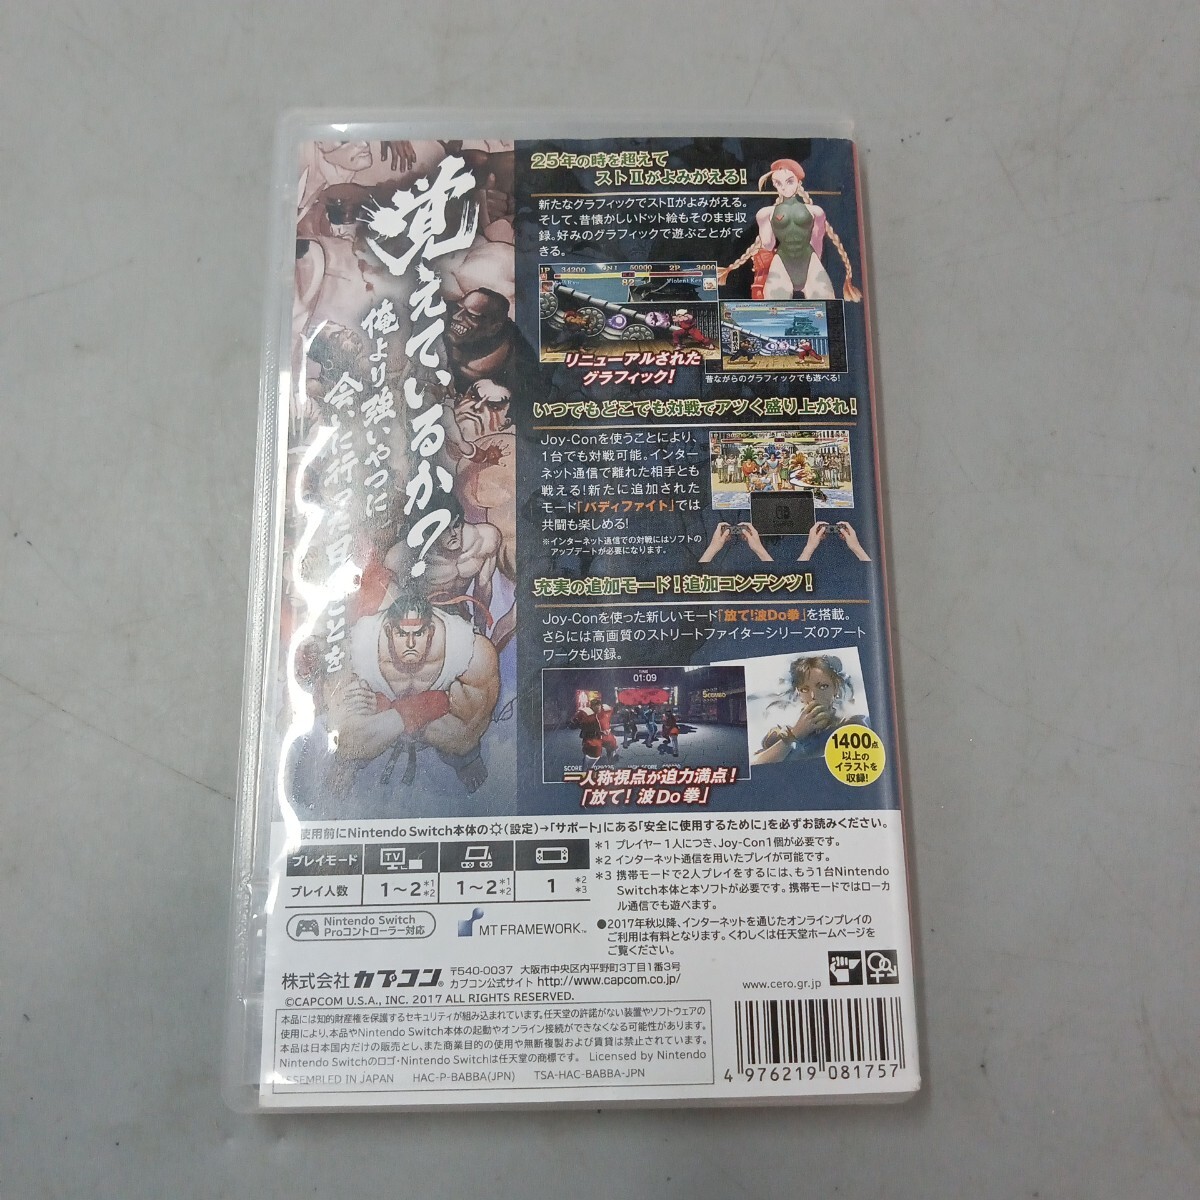 覚えているか?
俺より強いやつに
会いに行った日々を
25年の時を超えて
ストⅡがよみがえる!
新たなグラフィックでストⅡがよみがえる。
そして、昔懐かしいドット絵もそのまま収
録。好みのグラフィックで遊ぶことがで
きる。
1P 34200 50000 2P 3800
82
Violent Ken
リニューアルされた
グラフィック!
昔ながらのグラフィックでも遊べる!
いつでもどこでも対戦でアツく盛り上がれ!
Joy-Conを使うことにより、
1台でも対戦可能。インター
ネット通信で離れた相手とも
戦える!新たに追加された
モード「バディファイト」では
共闘も楽しめる!
※インターネット通信での対戦にはソフトの
アップデートが必要になります。
充実の追加モード!追加コンテンツ!
Joy-Conを使った新しいモード「放て!波Do拳」を搭載。
さらには高画質のストリートファイターシリーズのアート
ワークも収録。
TIME
01:09
SCORE
一人称視点が迫力満点!
「放て! 波Do拳」
1400点
以上の
イラストを
収録!
使用前にNintendo Switch本体の(設定)→「サポート」にある「安全に使用するために」を必ずお読みください。
プレイモード TV
プレイ人数 1～2 *1 *2 1～2 *1 *2 1 *2 *3
*1 プレイヤー1人につき、Joy-Con1個が必要です。
*2 インターネット通信を用いたプレイが可能です。
*3 携帯モードで2人プレイをするには、もう1台Nintendo
Switch本体と本ソフトが必要です。携帯モードではローカ
ル通信でも遊べます。
Nintendo Switch
Proコントローラー対応
MT FRAMEWORK™
●2017年秋以降、インターネットを通じたオンラインプレイの
ご利用は有料となります。くわしくは任天堂ホームページを
ご覧ください。
株式会社 カプコン® 〒540-0037 大阪市中央区内平野町3丁目1番3号
カプコン公式サイト http://www.capcom.co.jp/
©CAPCOM U.S.A., INC. 2017 ALL RIGHTS RESERVED.
www.cero.gr.jp
本品には知的財産権を保護するセキュリティが組み込まれています。任天堂の許諾がない装置やソフトウェアの
使用により、本品やNintendo Switch本体の起動やオンライン接続ができなくなる可能性があります。
本品は日本国内だけの販売とし、また商業目的の使用や無断複製および賃貸は禁止されています。
Nintendo Switchのロゴ・Nintendo Switchは任天堂の商標です。 Licensed by Nintendo
ASSEMBLED IN JAPAN HAC-P-BABBA(JPN) TSA-HAC-BABBA-JPN
4 976219 081757